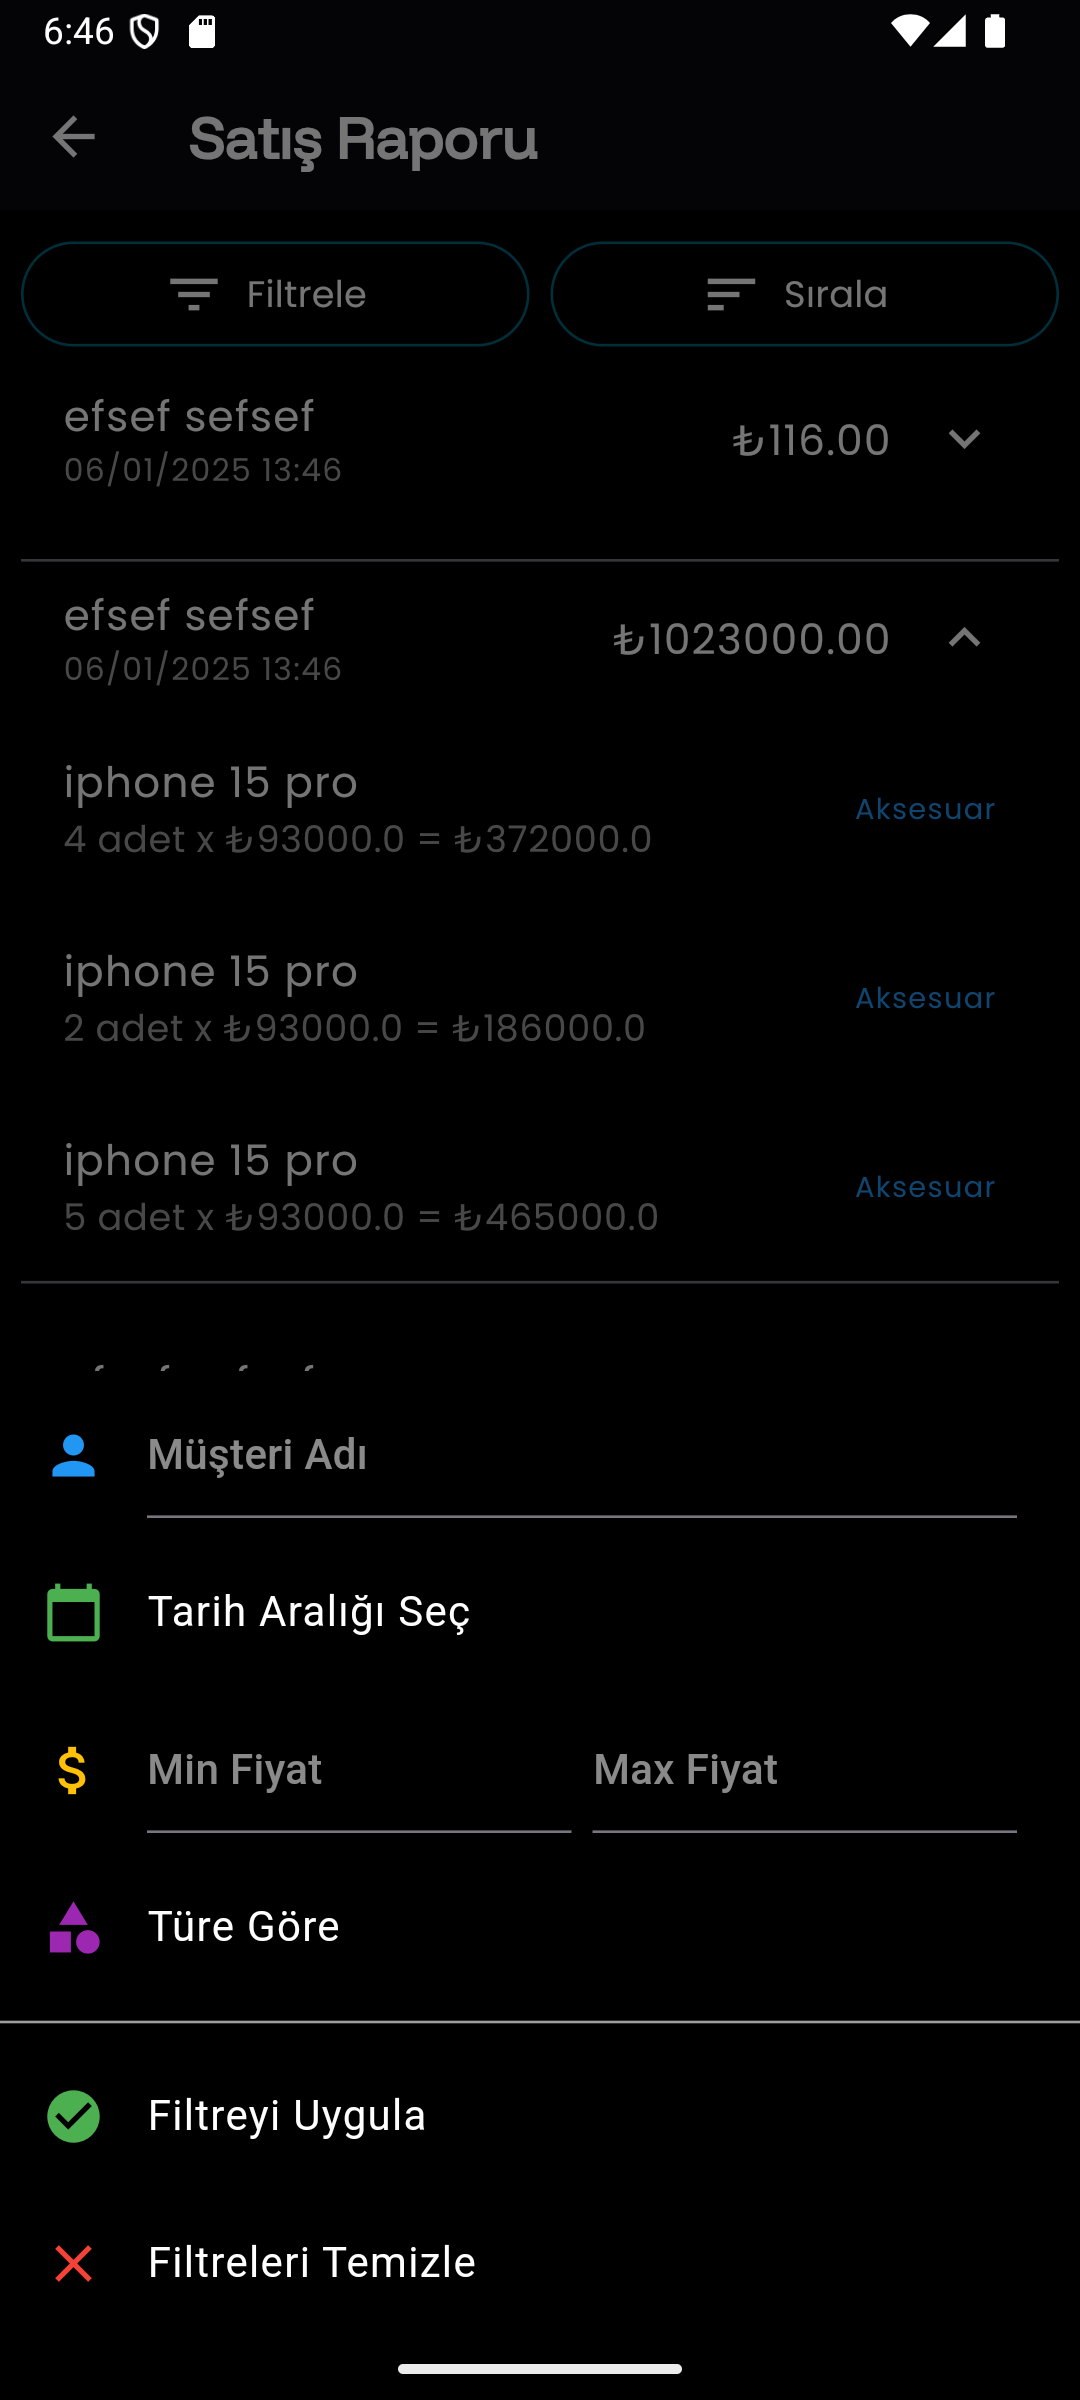 6:46
Satış Raporu
Filtrele
Sırala
efsef sefsef
06/01/2025 13:46
₺116.00
efsef sefsef
06/01/2025 13:46
₺1023000.00
iphone 15 pro
4 adet x ₺93000.0 = ₺372000.0
Aksesuar
iphone 15 pro
2 adet x ₺93000.0 = ₺186000.0
Aksesuar
iphone 15 pro
5 adet x ₺93000.0 = ₺465000.0
Aksesuar
Müşteri Adı
Tarih Aralığı Seç
Min Fiyat
Max Fiyat
Türe Göre
Filtreyi Uygula
Filtreleri Temizle